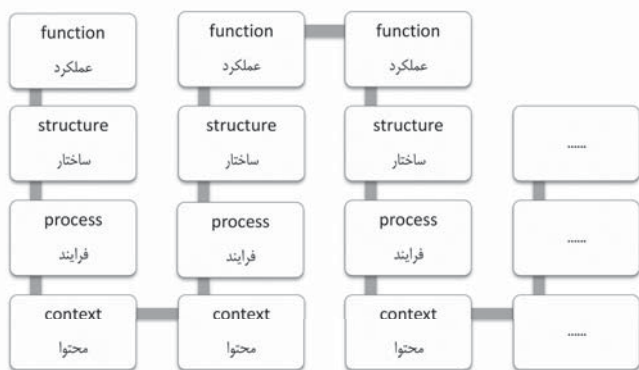 function
عملکرد
structure
ساختار
process
فرایند
context
محتوا
function
عملکرد
structure
ساختار
process
فرایند
context
محتوا
function
عملکرد
structure
ساختار
process
فرایند
context
محتوا
......
......
......